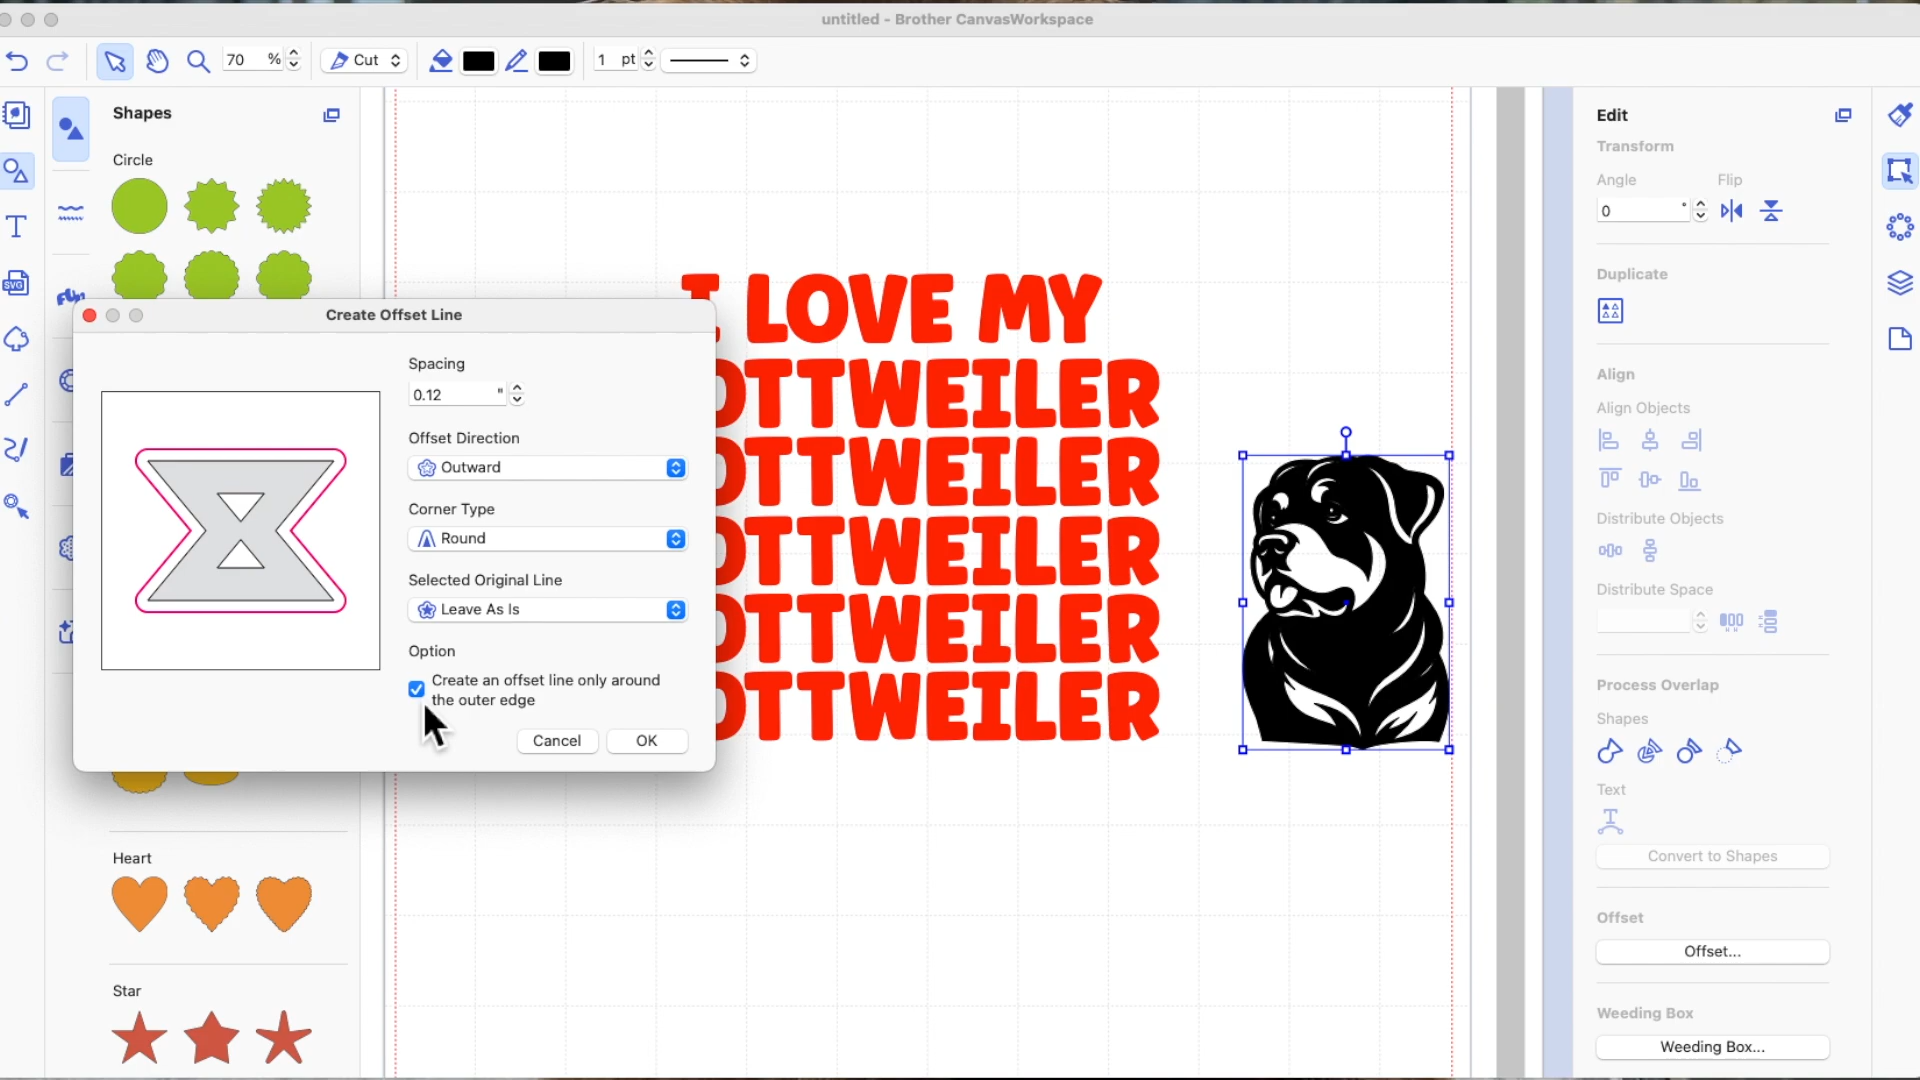 untitled - Brother CanvasWorkspace
70 %
Cut
1 pt
Shapes
Circle
SVG
Fun
Create Offset Line
Spacing
0.12 "
Offset Direction
Outward
Corner Type
Round
Selected Original Line
Leave As Is
Option
Create an offset line only around
the outer edge
Cancel
OK
Heart
Star
I LOVE MY
OTTWEILER
OTTWEILER
OTTWEILER
OTTWEILER
OTTWEILER
Edit
Transform
Angle
Flip
0 °
Duplicate
Align
Align Objects
Distribute Objects
Distribute Space
Process Overlap
Shapes
Text
Convert to Shapes
Offset
Offset...
Weeding Box
Weeding Box...